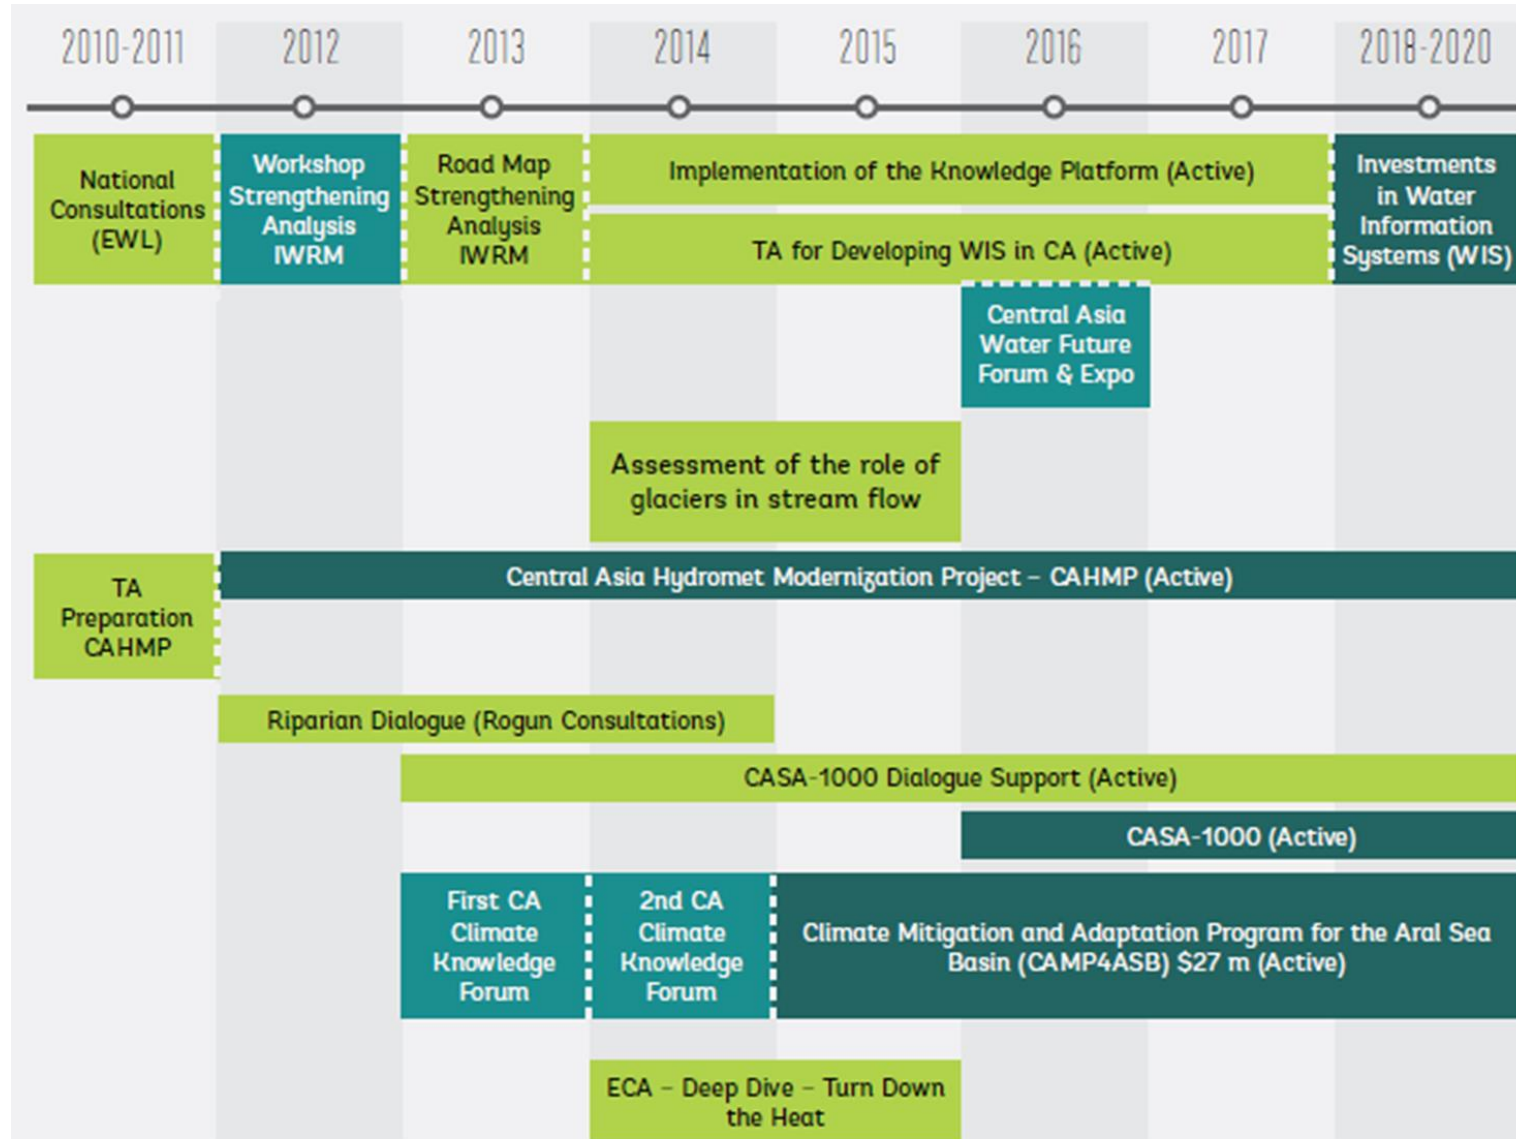 2010-2011
2012
2013
2014
2015
2016
2017
2018-2020
National
Consultations
(EWL)
Workshop
Strengthening
Analysis
IWRM
Road Map
Strengthening
Analysis
IWRM
Implementation of the Knowledge Platform (Active)
TA for Developing WIS in CA (Active)
Investments
in Water
Information
Systems (WIS)
Central Asia
Water Future
Forum & Expo
Assessment of the role of
glaciers in stream flow
TA
Preparation
CAHMP
Central Asia Hydromet Modernization Project – CAHMP (Active)
Riparian Dialogue (Rogun Consultations)
CASA-1000 Dialogue Support (Active)
CASA-1000 (Active)
First CA
Climate
Knowledge
Forum
2nd CA
Climate
Knowledge
Forum
Climate Mitigation and Adaptation Program for the Aral Sea
Basin (CAMP4ASB) $27 m (Active)
ECA – Deep Dive – Turn Down
the Heat